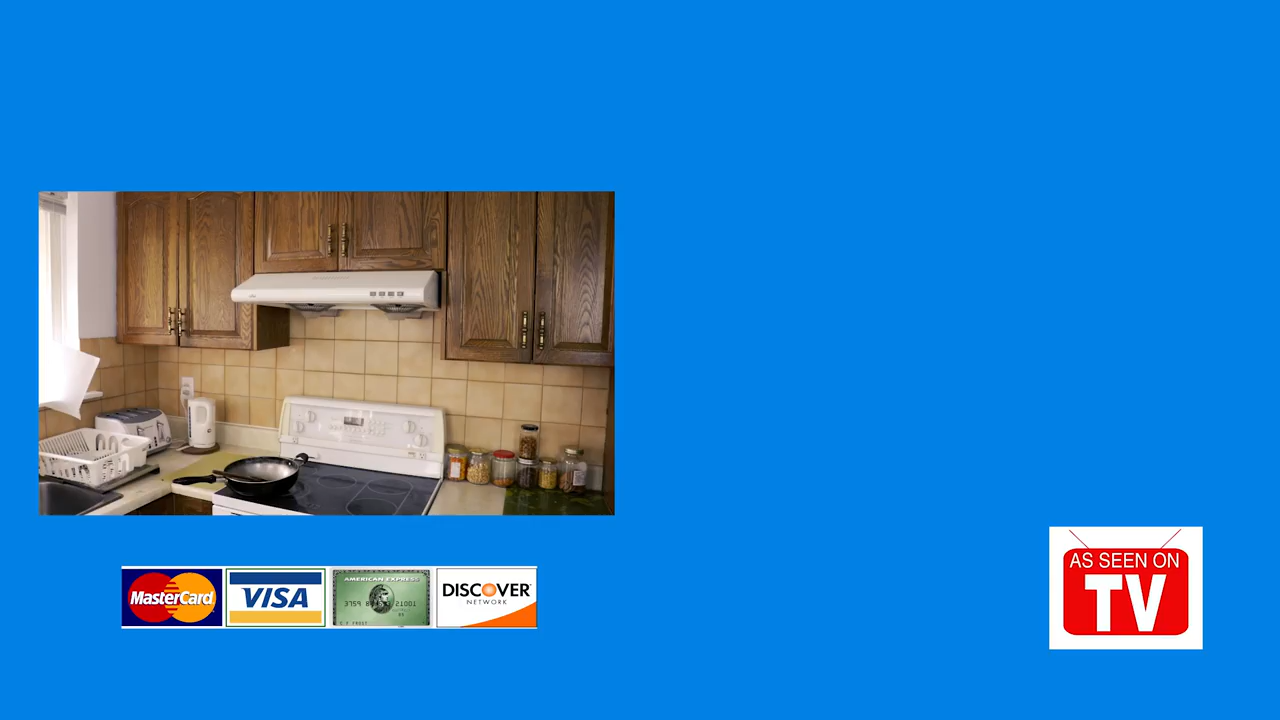 MasterCard
VISA
AMERICAN EXPRESS
DISCOVER
NETWORK
AS SEEN ON
TV